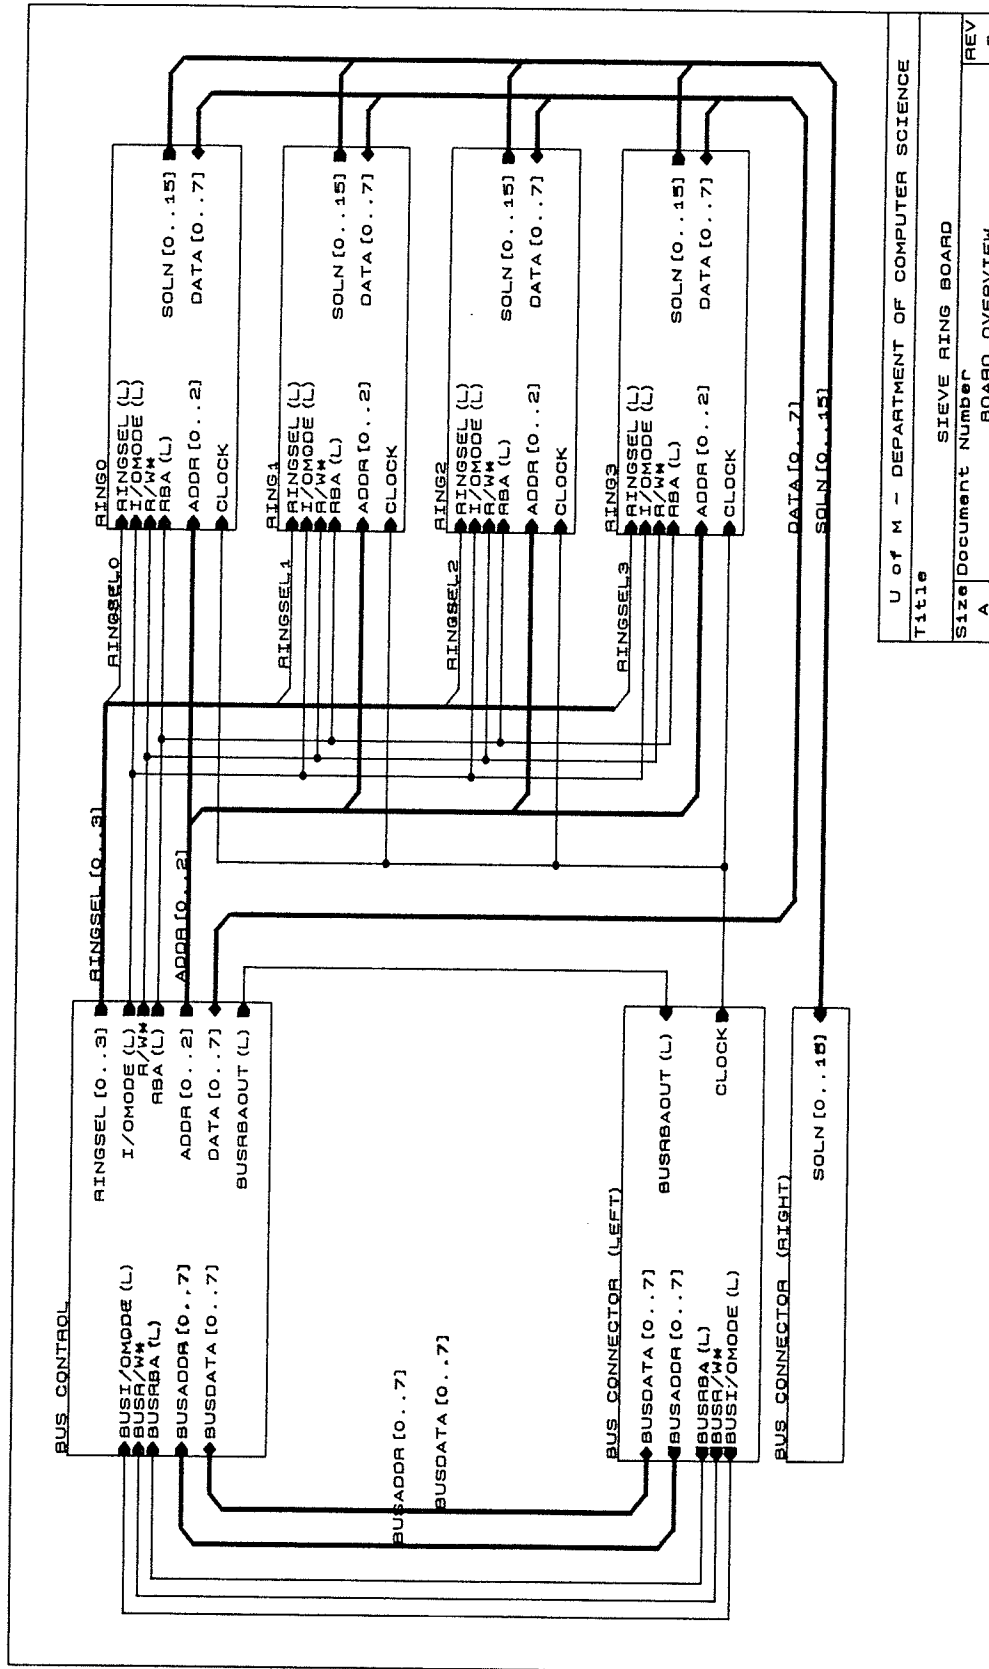 BUS CONTROL
BUSI/OMODE (L)
BUSR/W*
BUSRBA (L)
BUSADDR [0..7]
BUSDATA [0..7]
RINGSEL [0..3]
I/OMODE (L)
R/W*
RBA (L)
ADDR [0..2]
DATA [0..7]
BUSRBAOUT (L)
RINGSEL [0..3]
ADDR [0..2]
BUSADDR [0..7]
BUSDATA [0..7]
BUS CONNECTOR (LEFT)
BUSDATA [0..7]
BUSADDR [0..7]
BUSRBA (L)
BUSR/W*
BUSI/OMODE (L)
BUSRBAOUT (L)
CLOCK
BUS CONNECTOR (RIGHT)
SOLN [0..15]
RINGSEL0
RING0
RINGSEL (L)
I/OMODE (L)
R/W*
RBA (L)
ADDR [0..2]
CLOCK
SOLN [0..15]
DATA [0..7]
RINGSEL1
RING1
RINGSEL (L)
I/OMODE (L)
R/W*
RBA (L)
ADDR [0..2]
CLOCK
SOLN [0..15]
DATA [0..7]
RINGSEL2
RING2
RINGSEL (L)
I/OMODE (L)
R/W*
RBA (L)
ADDR [0..2]
CLOCK
SOLN [0..15]
DATA [0..7]
RINGSEL3
RING3
RINGSEL (L)
I/OMODE (L)
R/W*
RBA (L)
ADDR [0..2]
CLOCK
SOLN [0..15]
DATA [0..7]
DATA [0..7]
SOLN [0..15]
U of M - DEPARTMENT OF COMPUTER SCIENCE
Title
SIEVE RING BOARD
Size Document Number REV
A BOARD OVERVIEW